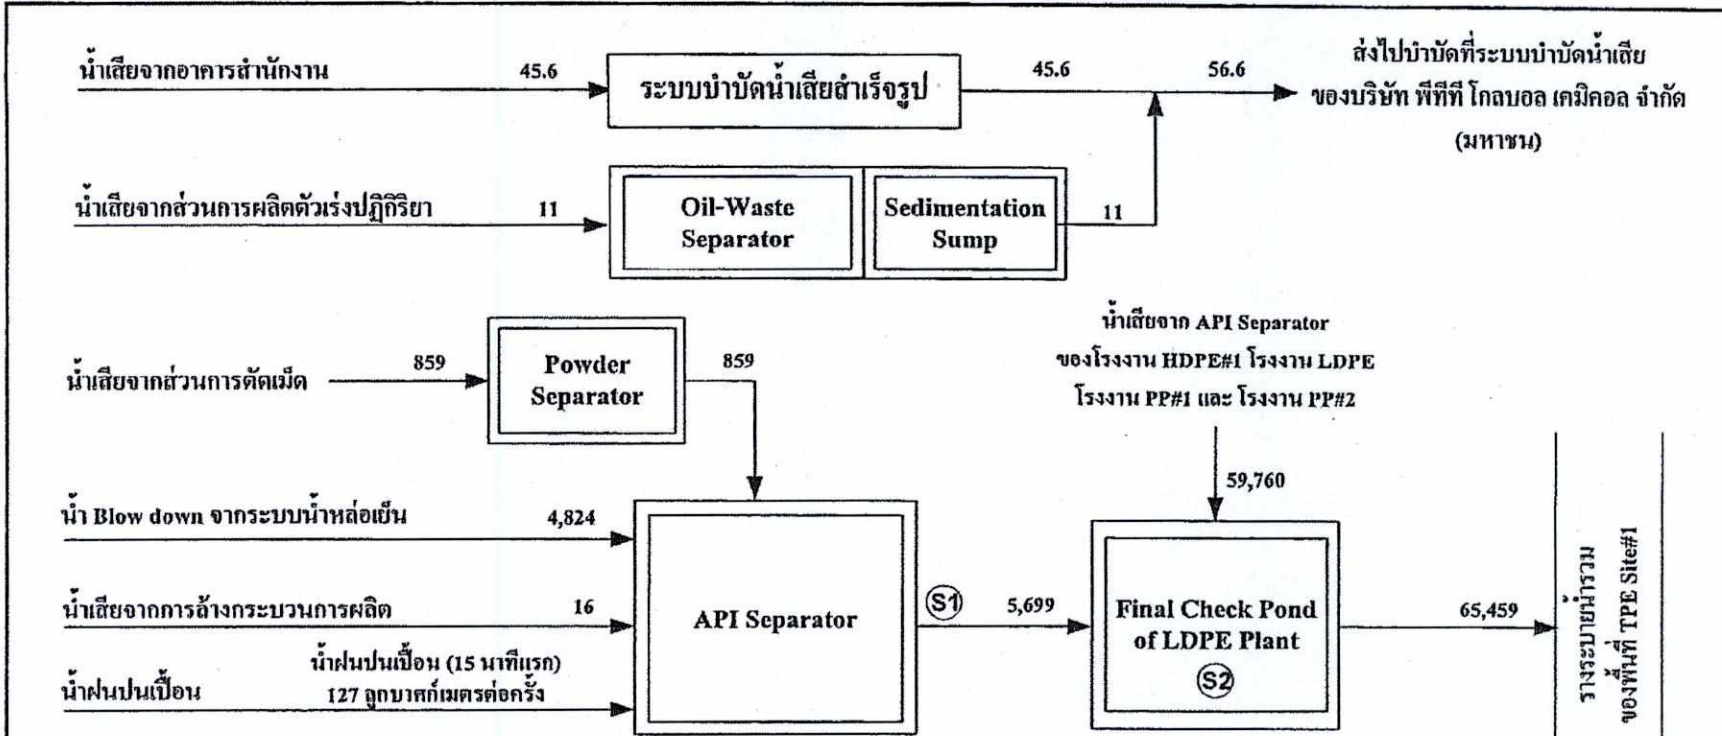 น้ำเสียจากอาคารสำนักงาน
45.6
ระบบบำบัดน้ำเสียสำเร็จรูป
45.6
56.6
ส่งไปบำบัดที่ระบบบำบัดน้ำเสีย
ของบริษัท พีทีที โกลบอล เคมิคอล จำกัด
(มหาชน)
น้ำเสียจากส่วนการผลิตตัวเร่งปฏิกิริยา
11
Oil-Waste
Separator
Sedimentation
Sump
11
น้ำเสียจากส่วนการตัดเม็ด
859
Powder
Separator
859
น้ำเสียจาก API Separator
ของโรงงาน HDPE#1 โรงงาน LDPE
โรงงาน PP#1 และ โรงงาน PP#2
59,760
น้ำ Blow down จากระบบน้ำหล่อเย็น
4,824
น้ำเสียจากการล้างกระบวนการผลิต
16
น้ำฝนปนเปื้อน
น้ำฝนปนเปื้อน (15 นาทีแรก)
127 ลูกบาศก์เมตรต่อครั้ง
API Separator
S1
5,699
Final Check Pond
of LDPE Plant
S2
65,459
รางระบายน้ำรวม
ของพื้นที่ TPE Site#1